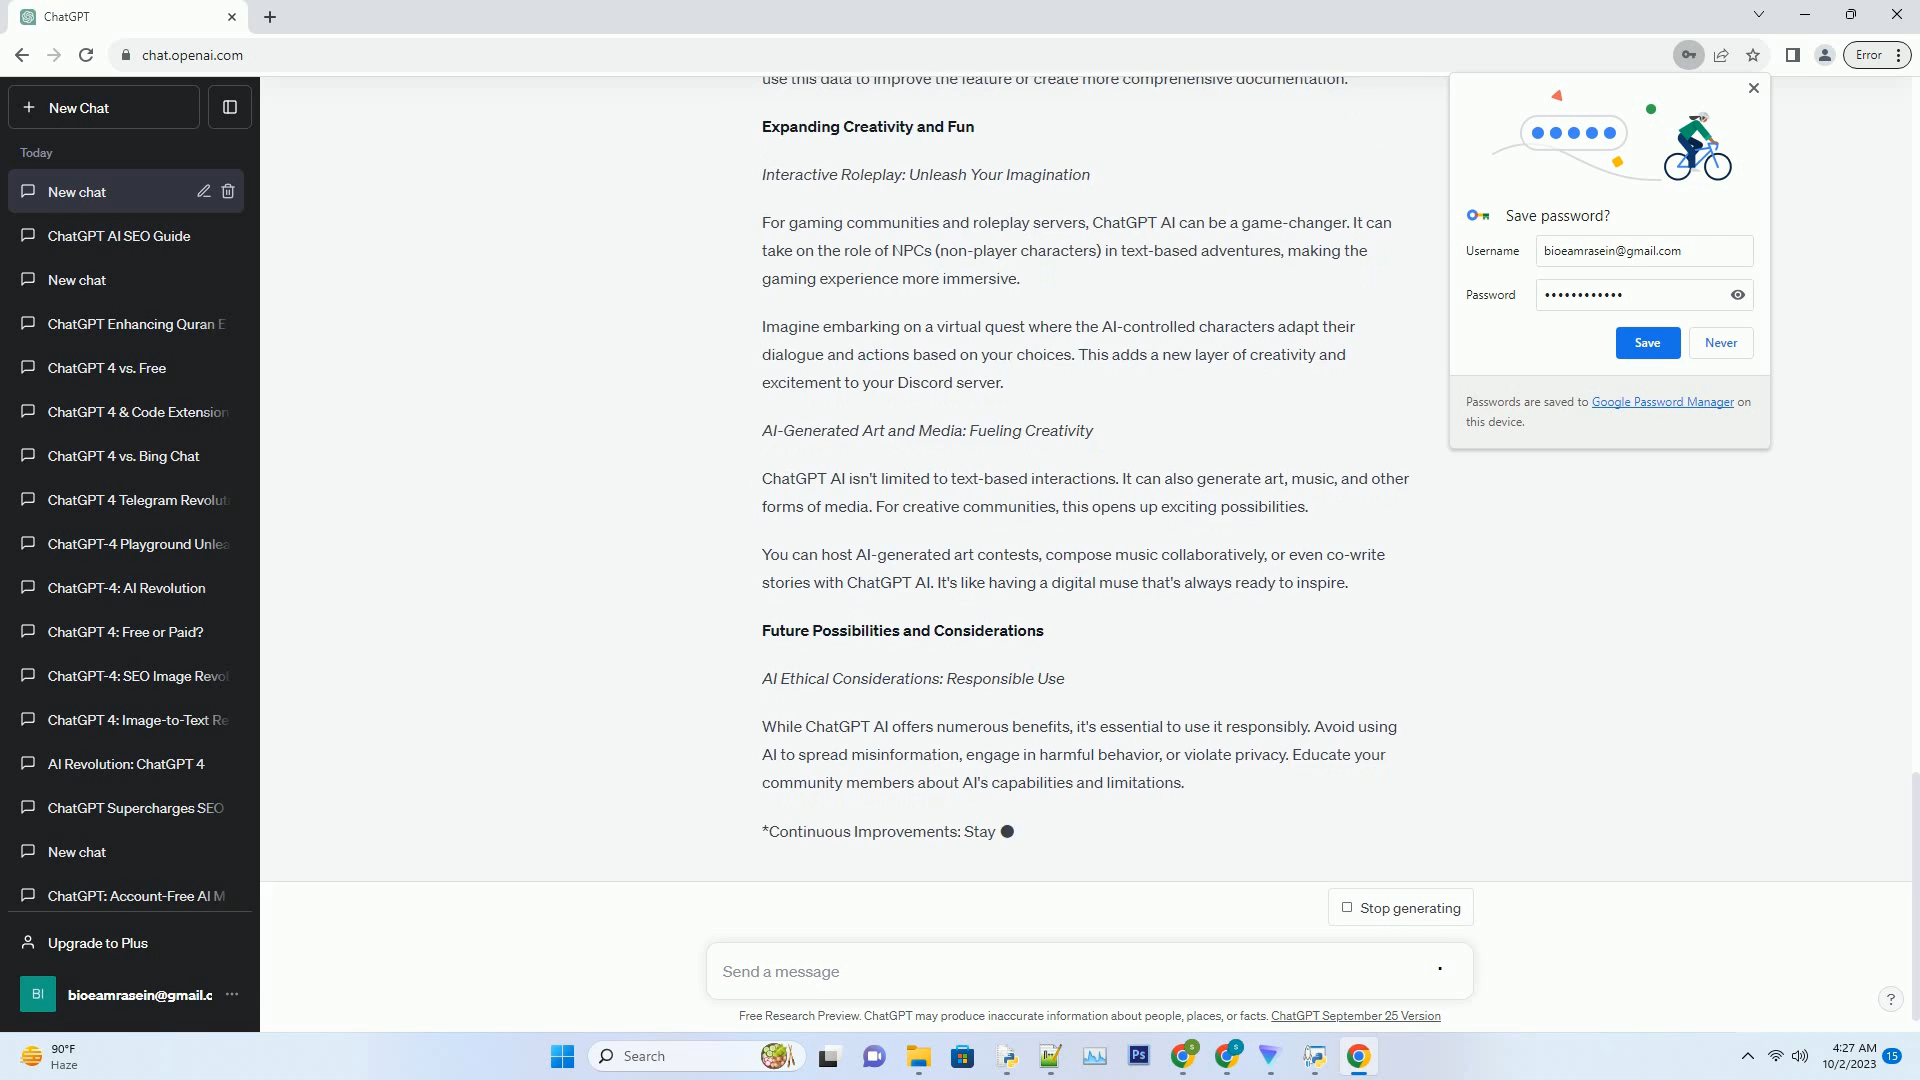 ChatGPT
chat.openai.com
Error
New Chat
Today
New chat
ChatGPT AI SEO Guide
New chat
ChatGPT Enhancing Quran E
ChatGPT 4 vs. Free
ChatGPT 4 & Code Extension
ChatGPT 4 vs. Bing Chat
ChatGPT 4 Telegram Revolut
ChatGPT-4 Playground Unlea
ChatGPT-4: AI Revolution
ChatGPT 4: Free or Paid?
ChatGPT-4: SEO Image Revol
ChatGPT 4: Image-to-Text Re
AI Revolution: ChatGPT 4
ChatGPT Supercharges SEO
New chat
ChatGPT: Account-Free AI M
Upgrade to Plus
BI
bioeamrasein@gmail.c
use this data to improve the feature or create more comprehensive documentation.
Expanding Creativity and Fun
Interactive Roleplay: Unleash Your Imagination
For gaming communities and roleplay servers, ChatGPT AI can be a game-changer. It can
take on the role of NPCs (non-player characters) in text-based adventures, making the
gaming experience more immersive.
Imagine embarking on a virtual quest where the AI-controlled characters adapt their
dialogue and actions based on your choices. This adds a new layer of creativity and
excitement to your Discord server.
AI-Generated Art and Media: Fueling Creativity
ChatGPT AI isn't limited to text-based interactions. It can also generate art, music, and other
forms of media. For creative communities, this opens up exciting possibilities.
You can host AI-generated art contests, compose music collaboratively, or even co-write
stories with ChatGPT AI. It's like having a digital muse that's always ready to inspire.
Future Possibilities and Considerations
AI Ethical Considerations: Responsible Use
While ChatGPT AI offers numerous benefits, it's essential to use it responsibly. Avoid using
AI to spread misinformation, engage in harmful behavior, or violate privacy. Educate your
community members about AI's capabilities and limitations.
*Continuous Improvements: Stay
Stop generating
Send a message
Free Research Preview. ChatGPT may produce inaccurate information about people, places, or facts. ChatGPT September 25 Version
?
Save password?
Username
bioeamrasein@gmail.com
Password
••••••••••••
Save
Never
Passwords are saved to Google Password Manager on
this device.
90°F
Haze
Search
Ps
S
S
4:27 AM
10/2/2023
15